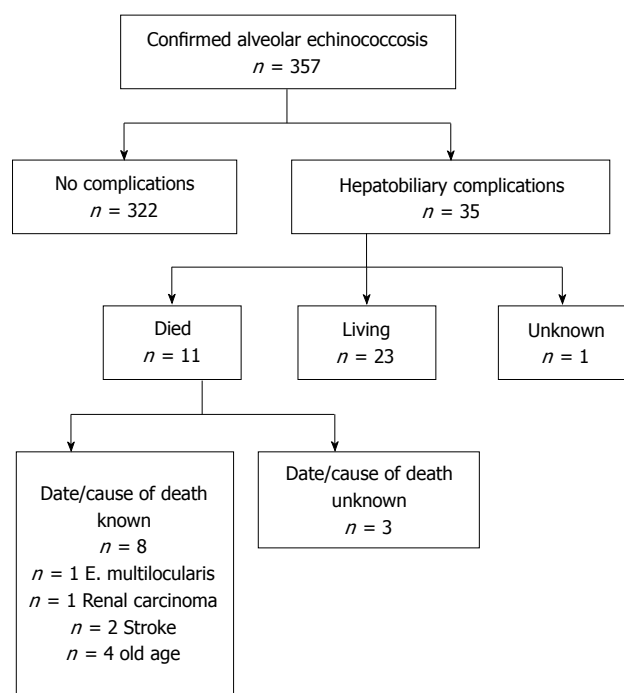 Confirmed alveolar echinococcosis
n = 357
No complications
n = 322
Hepatobiliary complications
n = 35
Died
n = 11
Living
n = 23
Unknown
n = 1
Date/cause of death
known
n = 8
n = 1 E. multilocularis
n = 1 Renal carcinoma
n = 2 Stroke
n = 4 old age
Date/cause of death
unknown
n = 3